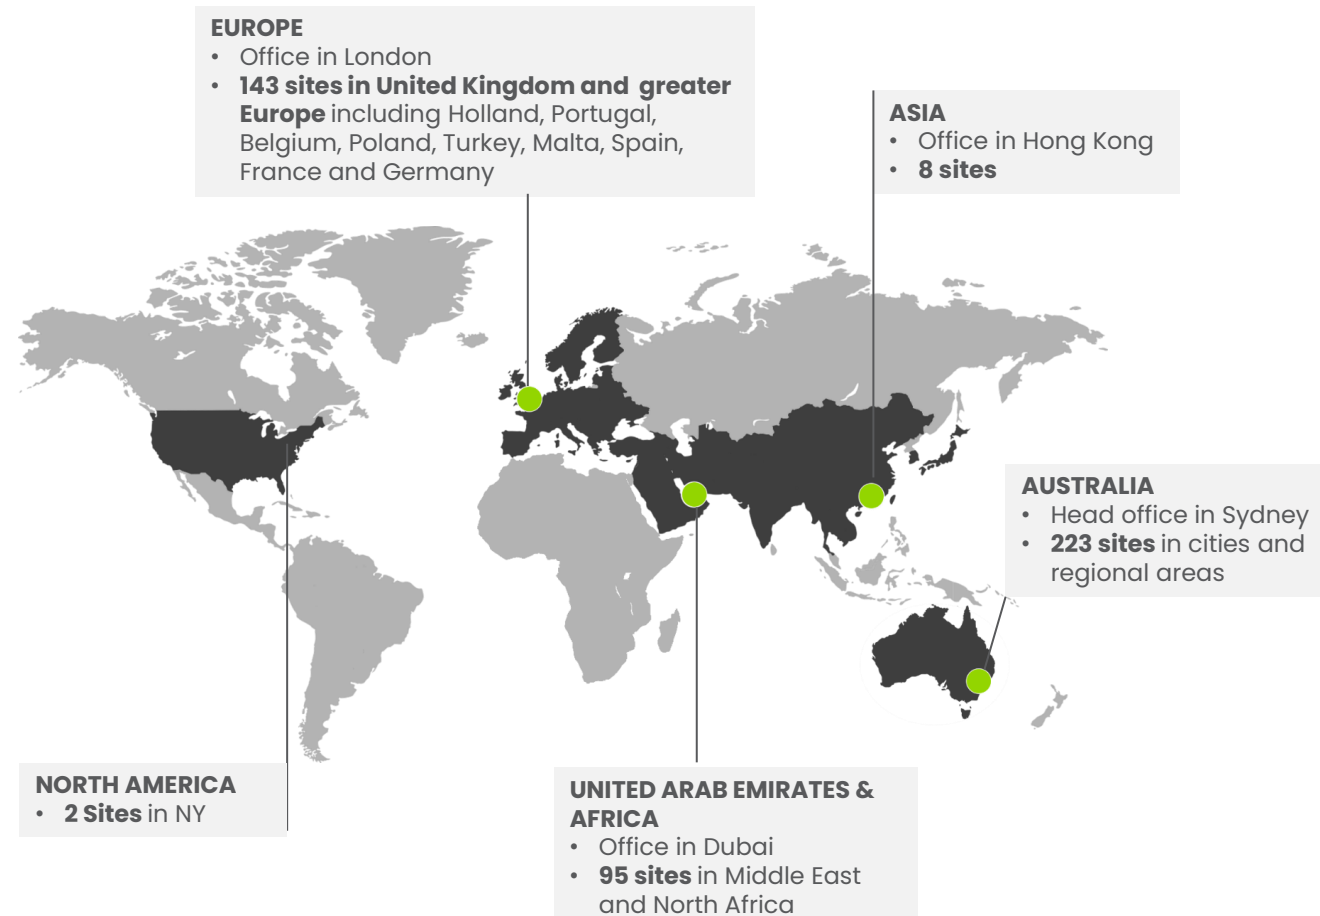 EUROPE
• Office in London
• 143 sites in United Kingdom and greater
Europe including Holland, Portugal,
Belgium, Poland, Turkey, Malta, Spain,
France and Germany
ASIA
• Office in Hong Kong
• 8 sites
AUSTRALIA
• Head office in Sydney
• 223 sites in cities and
regional areas
NORTH AMERICA
• 2 Sites in NY
UNITED ARAB EMIRATES &
AFRICA
• Office in Dubai
• 95 sites in Middle East
and North Africa